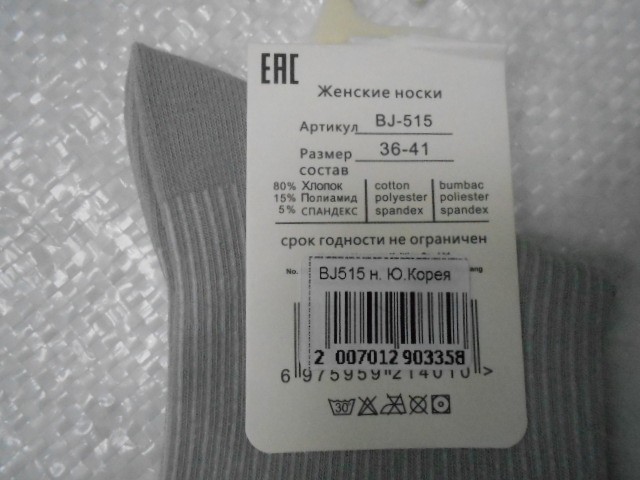 EAC
Женские носки
Артикул BJ-515
Размер 36-41
состав
80% Хлопок cotton bumbac
15% Полиамид polyester poliester
5% СПАНДЕКС spandex spandex
срок годности не ограничен
No.
BJ515 н. Ю.Корея
2 007012 903358
6 975959 214010 >
30